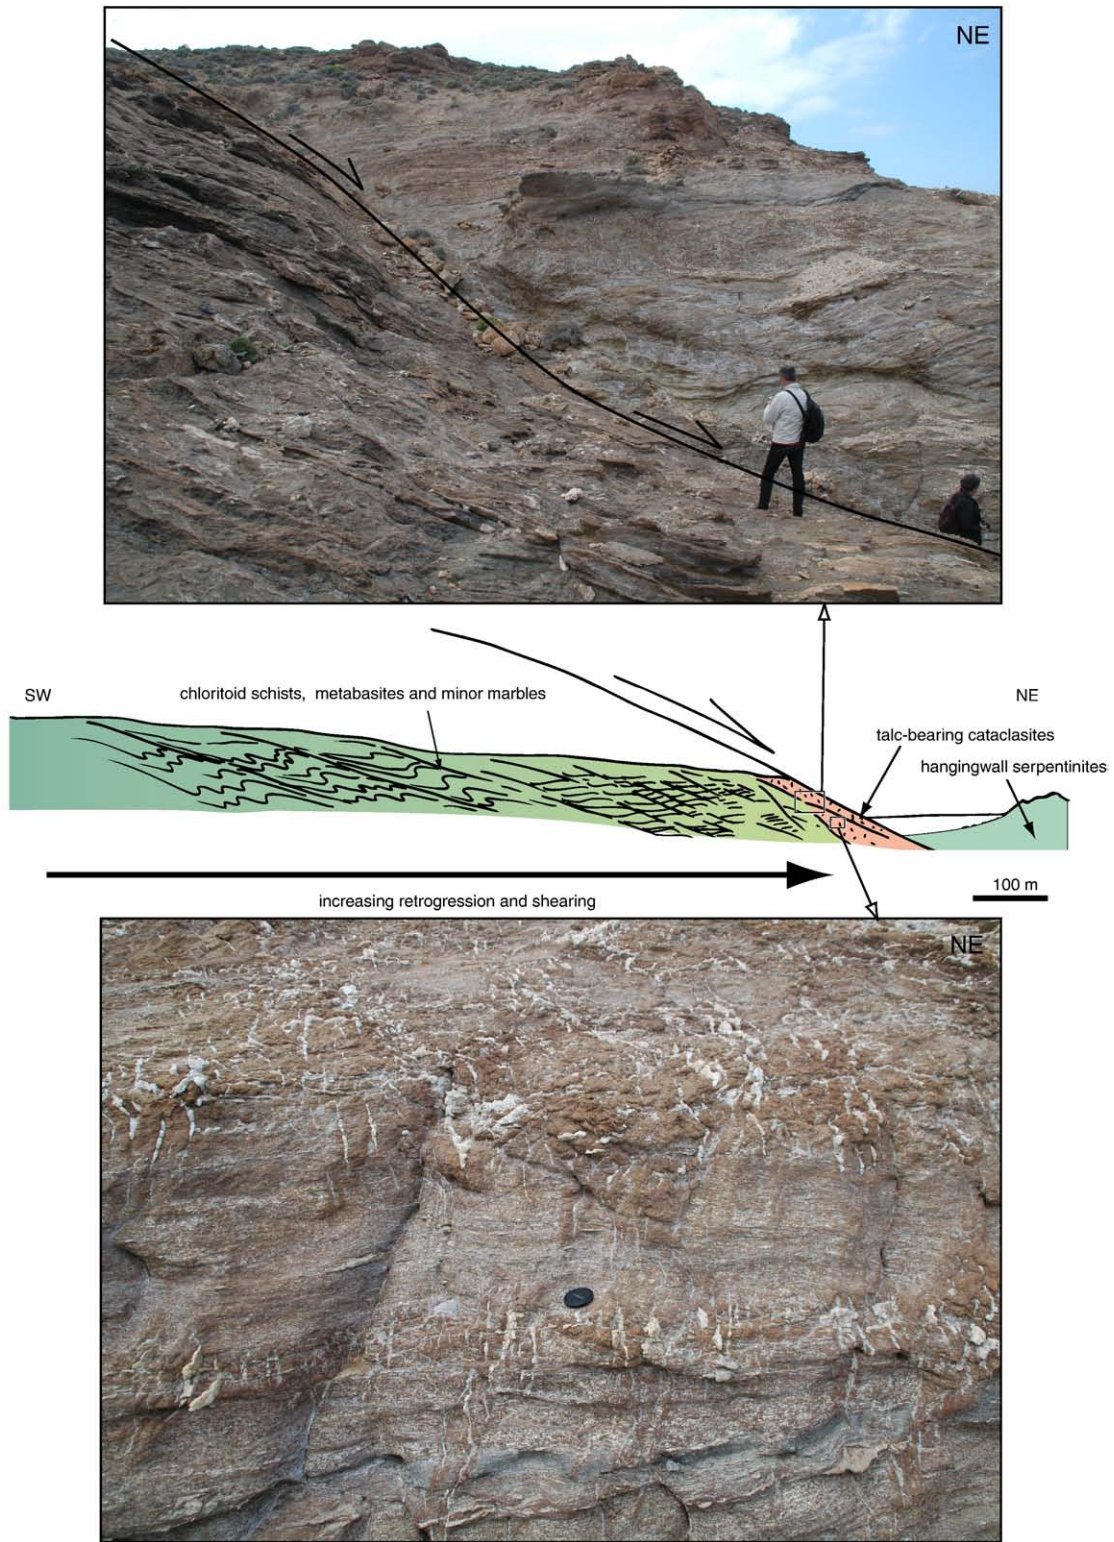 NE
SW
NE
chloritoid schists, metabasites and minor marbles
talc-bearing cataclasites
hangingwall serpentinites
100 m
increasing retrogression and shearing
NE